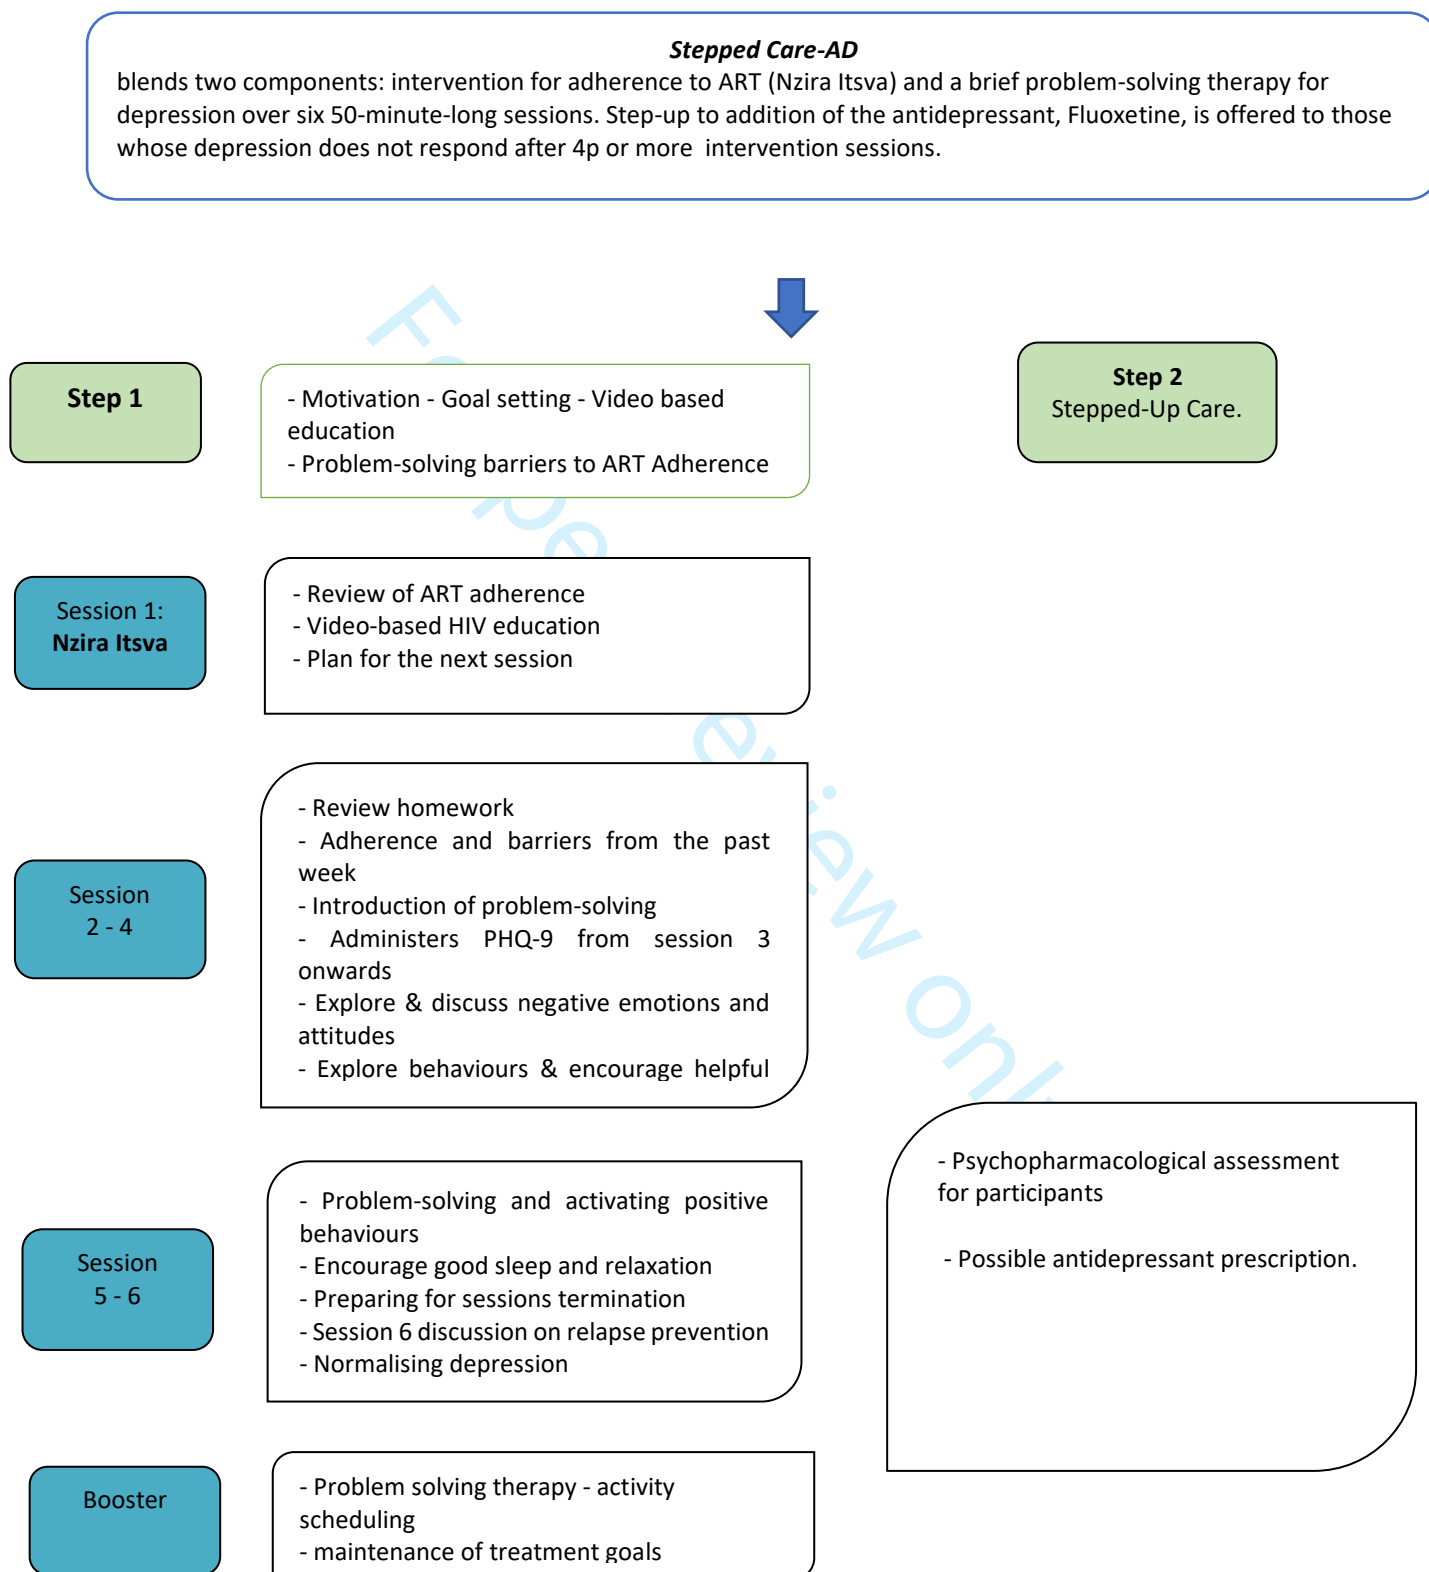 Stepped Care-AD
blends two components: intervention for adherence to ART (Nzira Itsva) and a brief problem-solving therapy for
depression over six 50-minute-long sessions. Step-up to addition of the antidepressant, Fluoxetine, is offered to those
whose depression does not respond after 4p or more intervention sessions.
Step 1
- Motivation - Goal setting - Video based
education
- Problem-solving barriers to ART Adherence
Step 2
Stepped-Up Care.
Session 1:
Nzira Itsva
- Review of ART adherence
- Video-based HIV education
- Plan for the next session
Session
2 - 4
- Review homework
- Adherence and barriers from the past
week
- Introduction of problem-solving
- Administers PHQ-9 from session 3
onwards
- Explore & discuss negative emotions and
attitudes
- Explore behaviours & encourage helpful
Session
5 - 6
- Problem-solving and activating positive
behaviours
- Encourage good sleep and relaxation
- Preparing for sessions termination
- Session 6 discussion on relapse prevention
- Normalising depression
- Psychopharmacological assessment
for participants
- Possible antidepressant prescription.
Booster
- Problem solving therapy - activity
scheduling
- maintenance of treatment goals